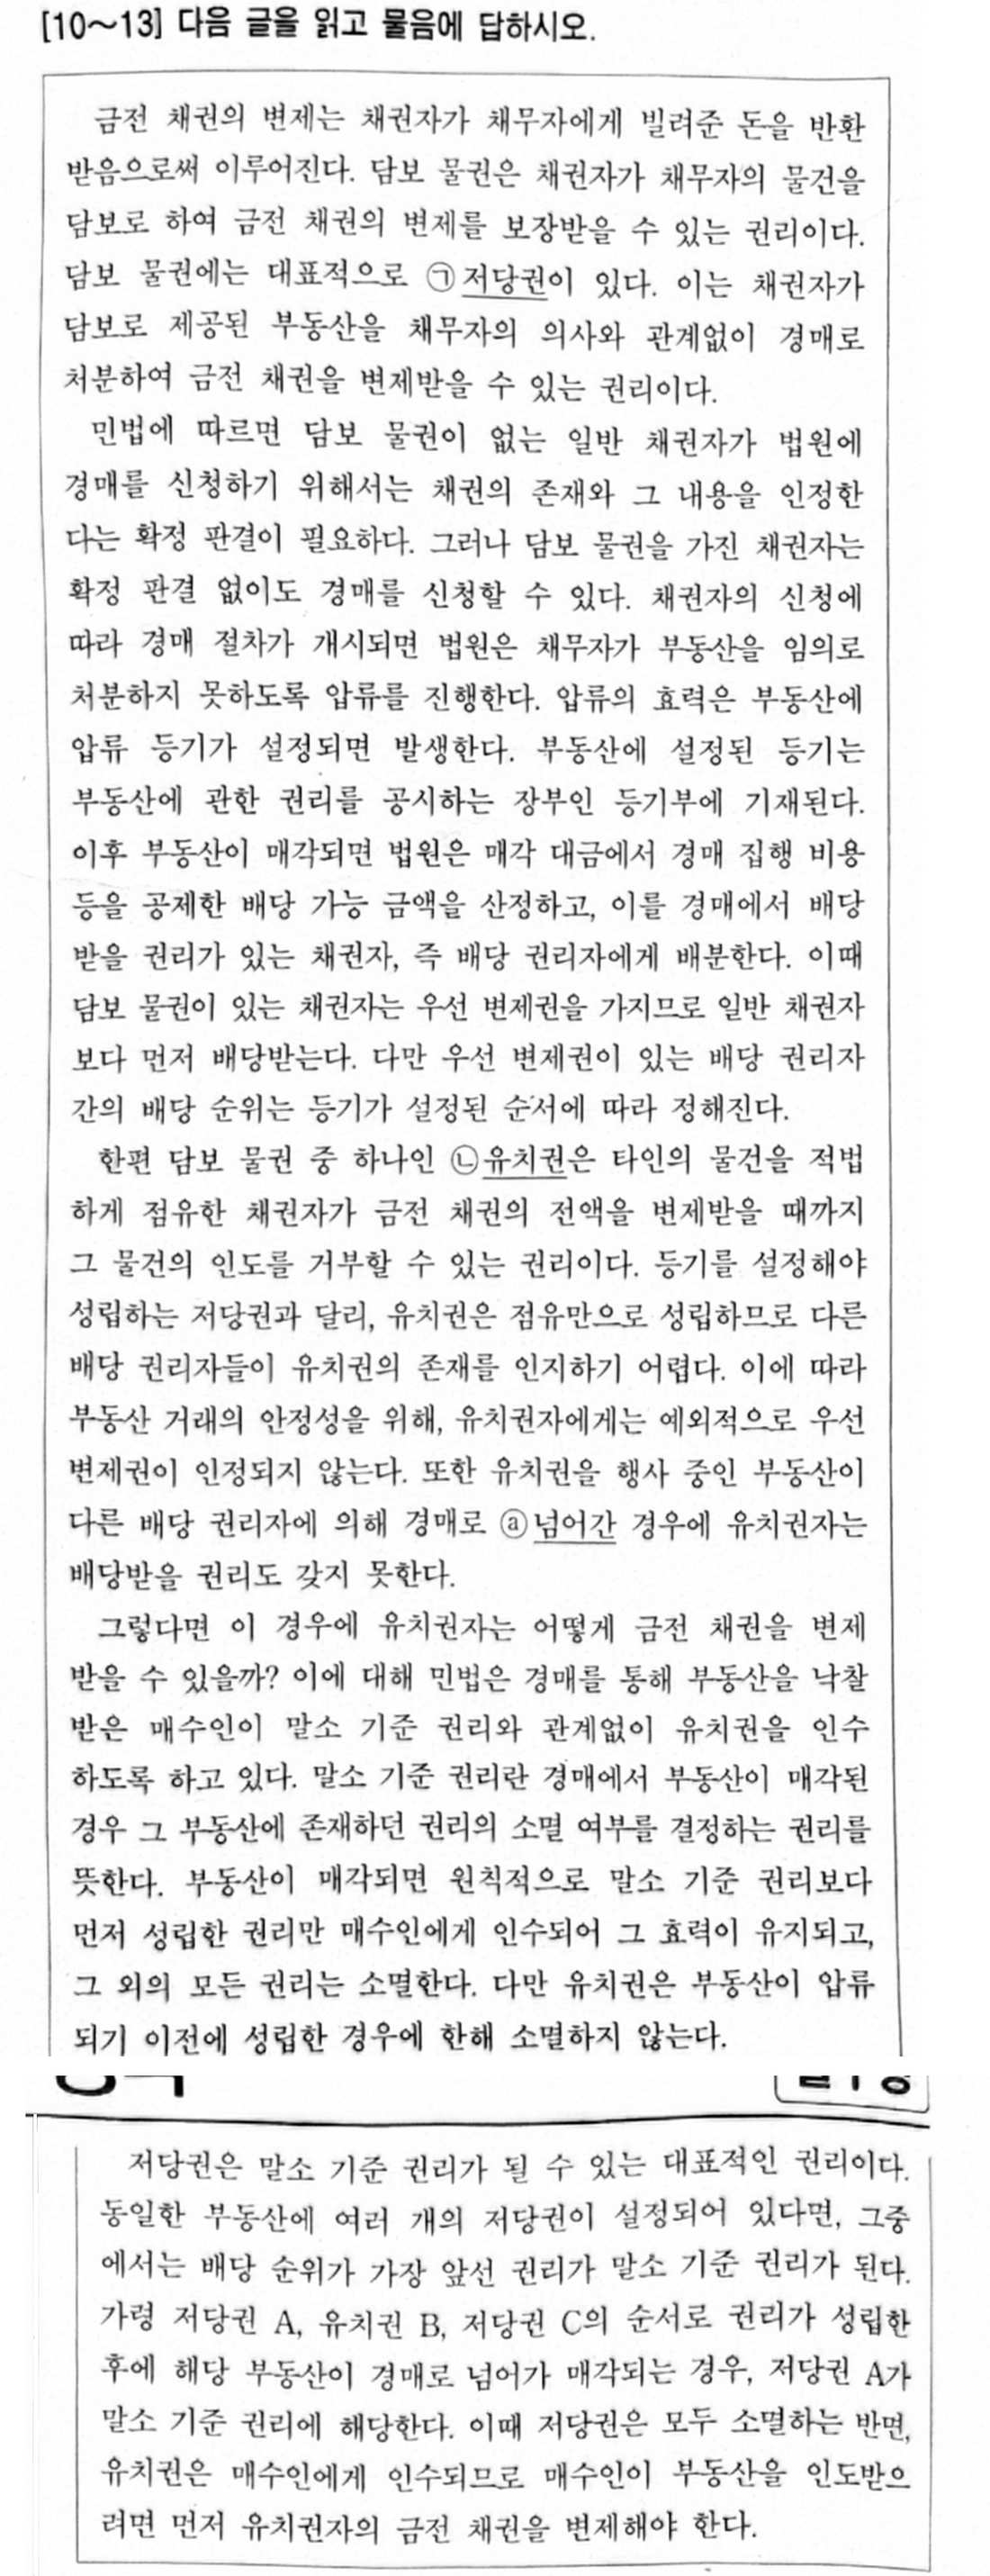 [10~13] 다음 글을 읽고 물음에 답하시오.
금전 채권의 변제는 채권자가 채무자에게 빌려준 돈을 반환
받음으로써 이루어진다. 담보 물권은 채권자가 채무자의 물건을
담보로 하여 금전 채권의 변제를 보장받을 수 있는 권리이다.
담보 물권에는 대표적으로 ㉠저당권이 있다. 이는 채권자가
담보로 제공된 부동산을 채무자의 의사와 관계없이 경매로
처분하여 금전 채권을 변제받을 수 있는 권리이다.
민법에 따르면 담보 물권이 없는 일반 채권자가 법원에
경매를 신청하기 위해서는 채권의 존재와 그 내용을 인정한
다는 확정 판결이 필요하다. 그러나 담보 물권을 가진 채권자는
확정 판결 없이도 경매를 신청할 수 있다. 채권자의 신청에
따라 경매 절차가 개시되면 법원은 채무자가 부동산을 임의로
처분하지 못하도록 압류를 진행한다. 압류의 효력은 부동산에
압류 등기가 설정되면 발생한다. 부동산에 설정된 등기는
부동산에 관한 권리를 공시하는 장부인 등기부에 기재된다.
이후 부동산이 매각되면 법원은 매각 대금에서 경매 집행 비용
등을 공제한 배당 가능 금액을 산정하고, 이를 경매에서 배당
받을 권리가 있는 채권자, 즉 배당 권리자에게 배분한다. 이때
담보 물권이 있는 채권자는 우선 변제권을 가지므로 일반 채권자
보다 먼저 배당받는다. 다만 우선 변제권이 있는 배당 권리자
간의 배당 순위는 등기가 설정된 순서에 따라 정해진다.
한편 담보 물권 중 하나인 ㉡유치권은 타인의 물건을 적법
하게 점유한 채권자가 금전 채권의 전액을 변제받을 때까지
그 물건의 인도를 거부할 수 있는 권리이다. 등기를 설정해야
성립하는 저당권과 달리, 유치권은 점유만으로 성립하므로 다른
배당 권리자들이 유치권의 존재를 인지하기 어렵다. 이에 따라
부동산 거래의 안정성을 위해, 유치권자에게는 예외적으로 우선
변제권이 인정되지 않는다. 또한 유치권을 행사 중인 부동산이
다른 배당 권리자에 의해 경매로 ⓐ넘어간 경우에 유치권자는
배당받을 권리도 갖지 못한다.
그렇다면 이 경우에 유치권자는 어떻게 금전 채권을 변제
받을 수 있을까? 이에 대해 민법은 경매를 통해 부동산을 낙찰
받은 매수인이 말소 기준 권리와 관계없이 유치권을 인수
하도록 하고 있다. 말소 기준 권리란 경매에서 부동산이 매각된
경우 그 부동산에 존재하던 권리의 소멸 여부를 결정하는 권리를
뜻한다. 부동산이 매각되면 원칙적으로 말소 기준 권리보다
먼저 성립한 권리만 매수인에게 인수되어 그 효력이 유지되고,
그 외의 모든 권리는 소멸한다. 다만 유치권은 부동산이 압류
되기 이전에 성립한 경우에 한해 소멸하지 않는다.
저당권은 말소 기준 권리가 될 수 있는 대표적인 권리이다.
동일한 부동산에 여러 개의 저당권이 설정되어 있다면, 그중
에서는 배당 순위가 가장 앞선 권리가 말소 기준 권리가 된다.
가령 저당권 A, 유치권 B, 저당권 C의 순서로 권리가 성립한
후에 해당 부동산이 경매로 넘어가 매각되는 경우, 저당권 A가
말소 기준 권리에 해당한다. 이때 저당권은 모두 소멸하는 반면,
유치권은 매수인에게 인수되므로 매수인이 부동산을 인도받으
려면 먼저 유치권자의 금전 채권을 변제해야 한다.